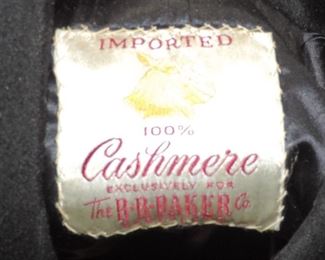 IMPORTED
100%
Cashmere
EXCLUSIVELY FOR
The B·R·BAKER Co.